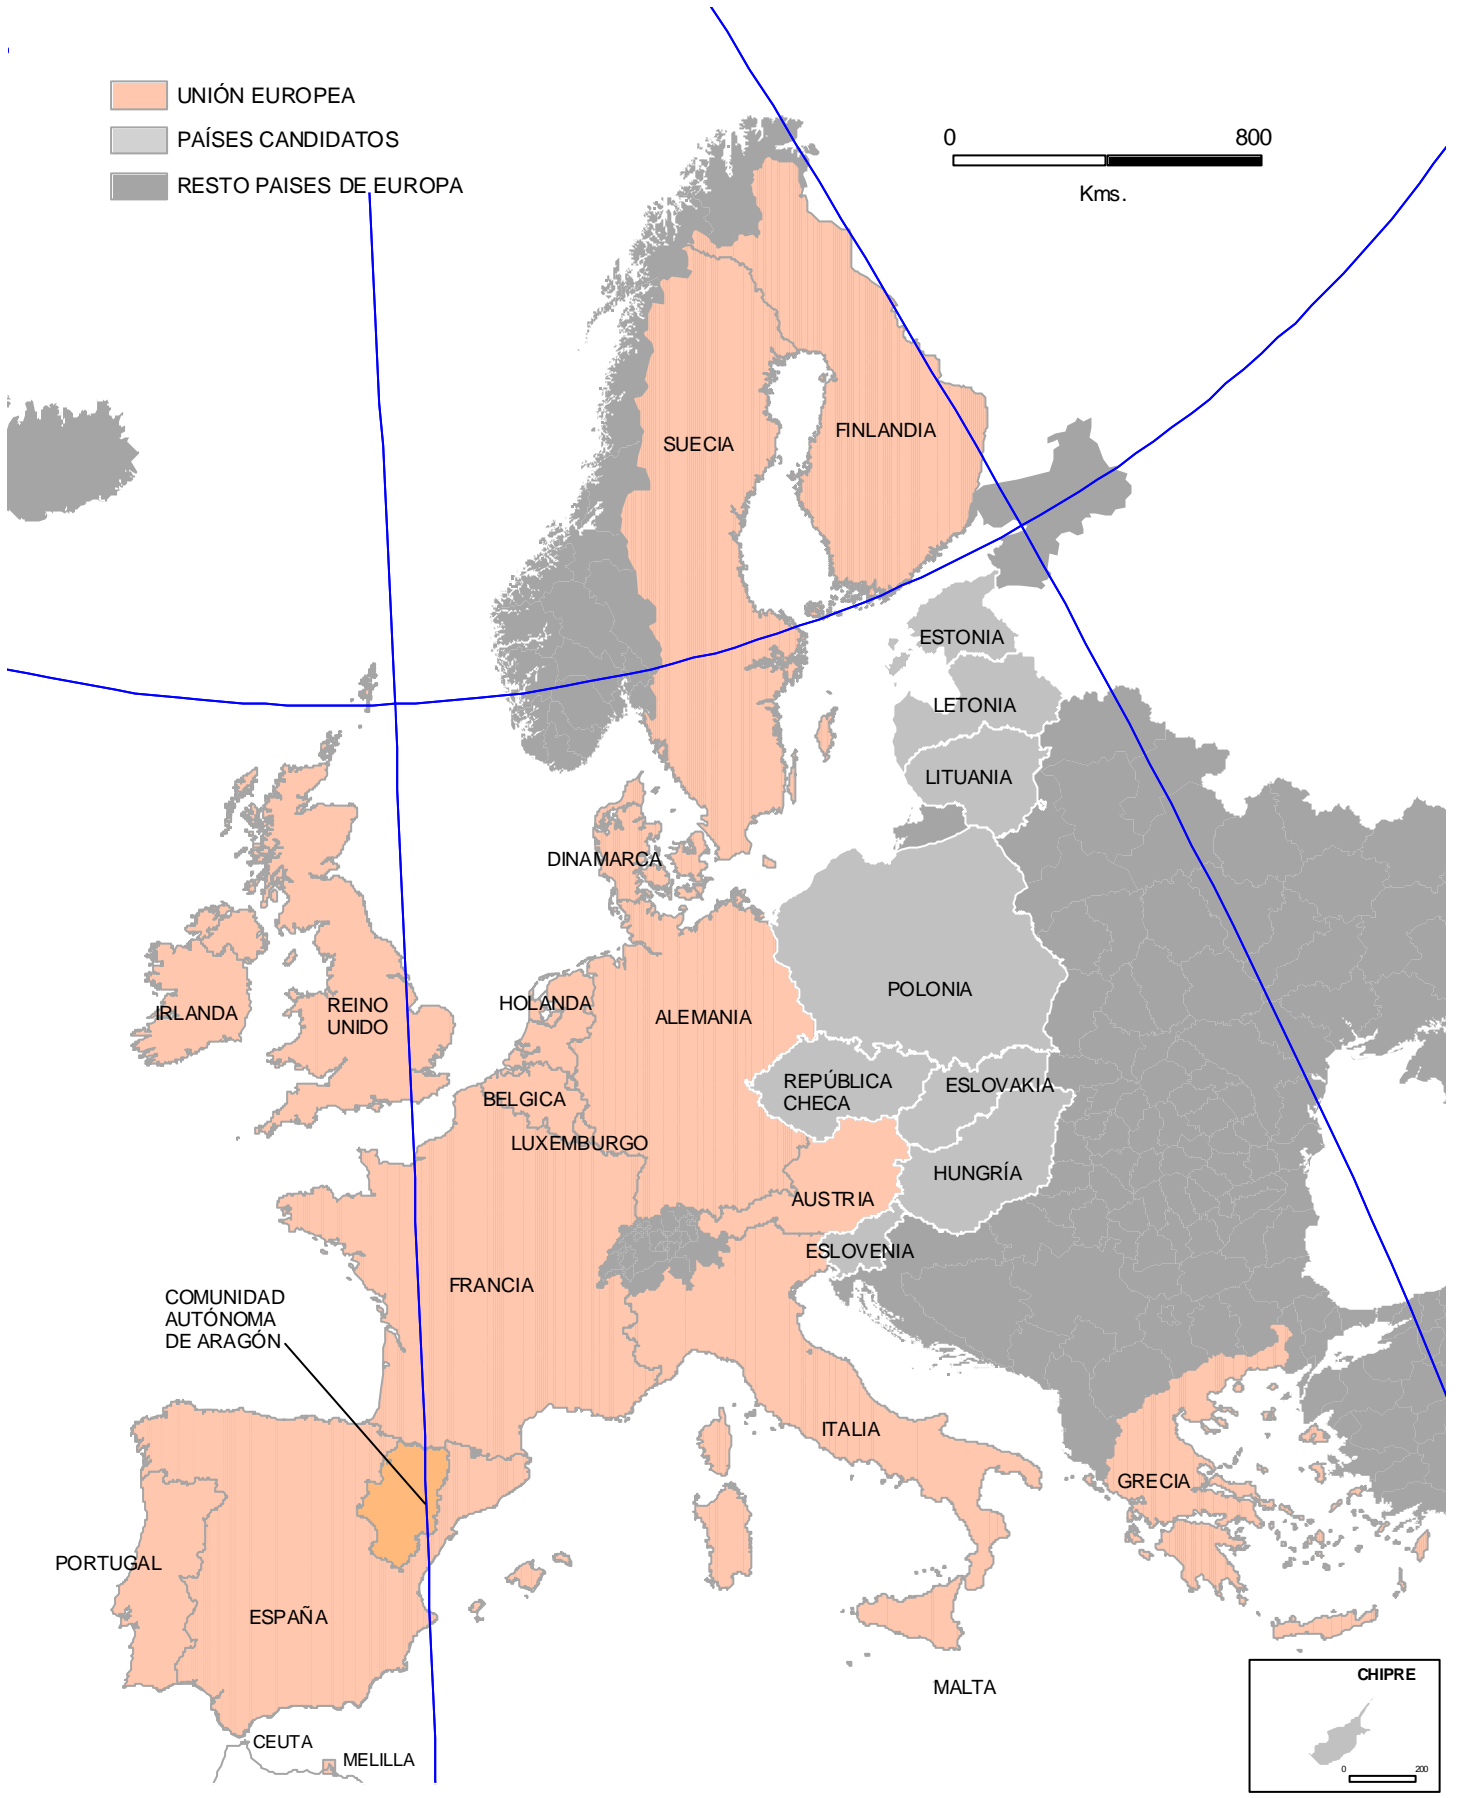 UNIÓN EUROPEA
PAÍSES CANDIDATOS
RESTO PAISES DE EUROPA
0 800
Kms.
SUECIA
FINLANDIA
ESTONIA
LETONIA
LITUANIA
DINAMARCA
POLONIA
IRLANDA
REINO
UNIDO
HOLANDA
ALEMANIA
BELGICA
REPÚBLICA
CHECA
ESLOVAKIA
LUXEMBURGO
HUNGRÍA
AUSTRIA
ESLOVENIA
FRANCIA
COMUNIDAD
AUTÓNOMA
DE ARAGÓN
ITALIA
GRECIA
PORTUGAL
ESPAÑA
MALTA
CHIPRE
0 200
CEUTA
MELILLA